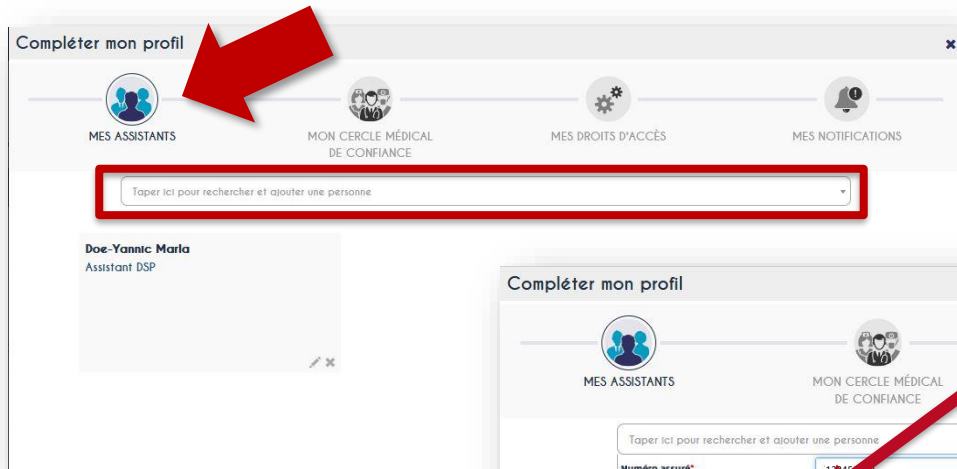 Compléter mon profil
MES ASSISTANTS
MON CERCLE MÉDICAL
DE CONFIANCE
MES DROITS D'ACCÈS
MES NOTIFICATIONS
Taper ici pour rechercher et ajouter une personne
Doe-Yannic Maria
Assistant DSP
Compléter mon profil
MES ASSISTANTS
MON CERCLE MÉDICAL
DE CONFIANCE
Taper ici pour rechercher et ajouter une personne
Numéro assuré*